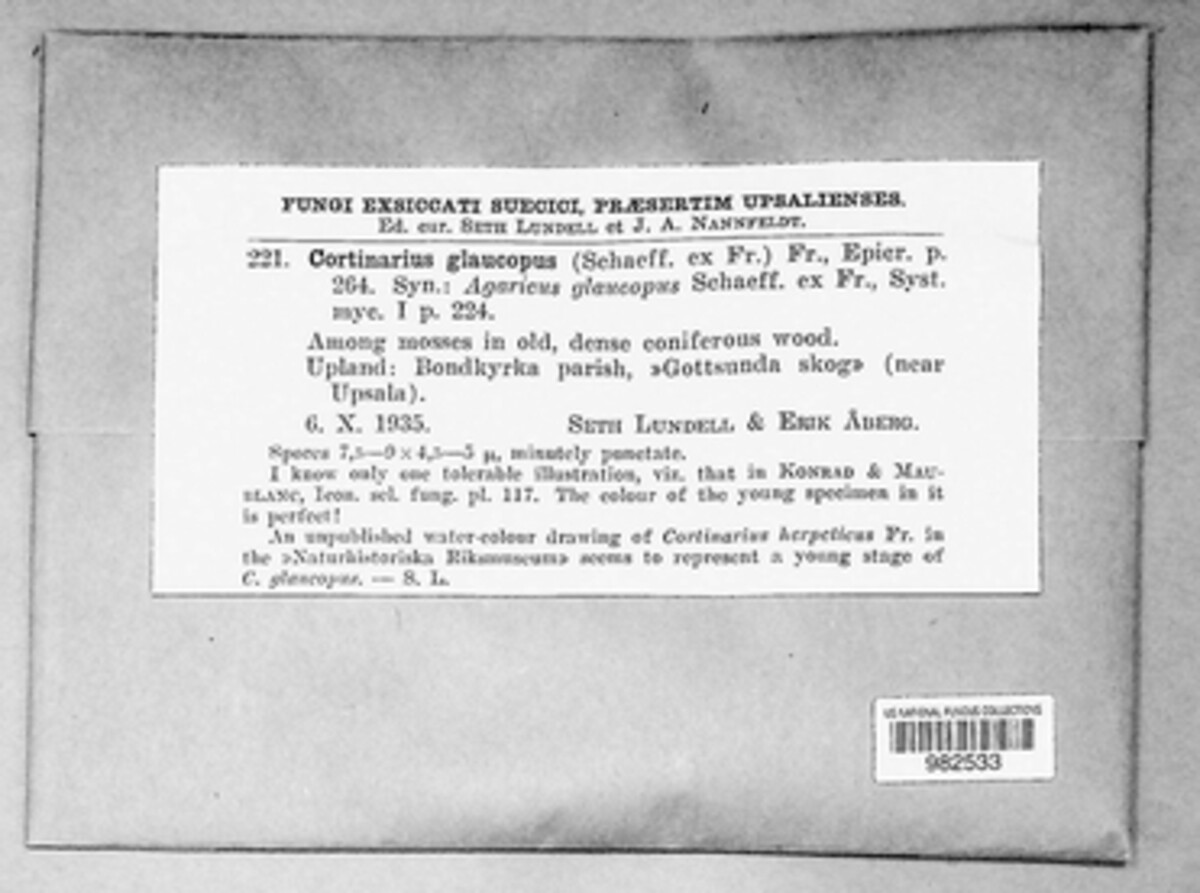 FUNGI EXSICCATI SUECICI, PRÆSERTIM UPSALIENSES.
Ed. cur. SETH LUNDELL et J. A. NANNFELDT.
221. Cortinarius glaucopus (Schaeff. ex Fr.) Fr., Epicr. p.
264. Syn.: Agaricus glaucopus Schaeff. ex Fr., Syst.
myc. I p. 224.
Among mosses in old, dense coniferous wood.
Upland: Bondkyrka parish, »Gottsunda skog» (near
Upsala).
6. X. 1935. SETH LUNDELL & ERIK ÅBERG.
Spores 7,5—9 × 4,5—5 µ, minutely punctate.
I know only one tolerable illustration, viz. that in KONRAD & MAU-
BLANC, Icon. sel. fung. pl. 117. The colour of the young specimen in it
is perfect!
An unpublished water-colour drawing of Cortinarius herpeticus Fr. in
the »Naturhistoriska Riksmuseum» seems to represent a young stage of
C. glaucopus. — S. L.
US NATIONAL FUNGUS COLLECTIONS
982533